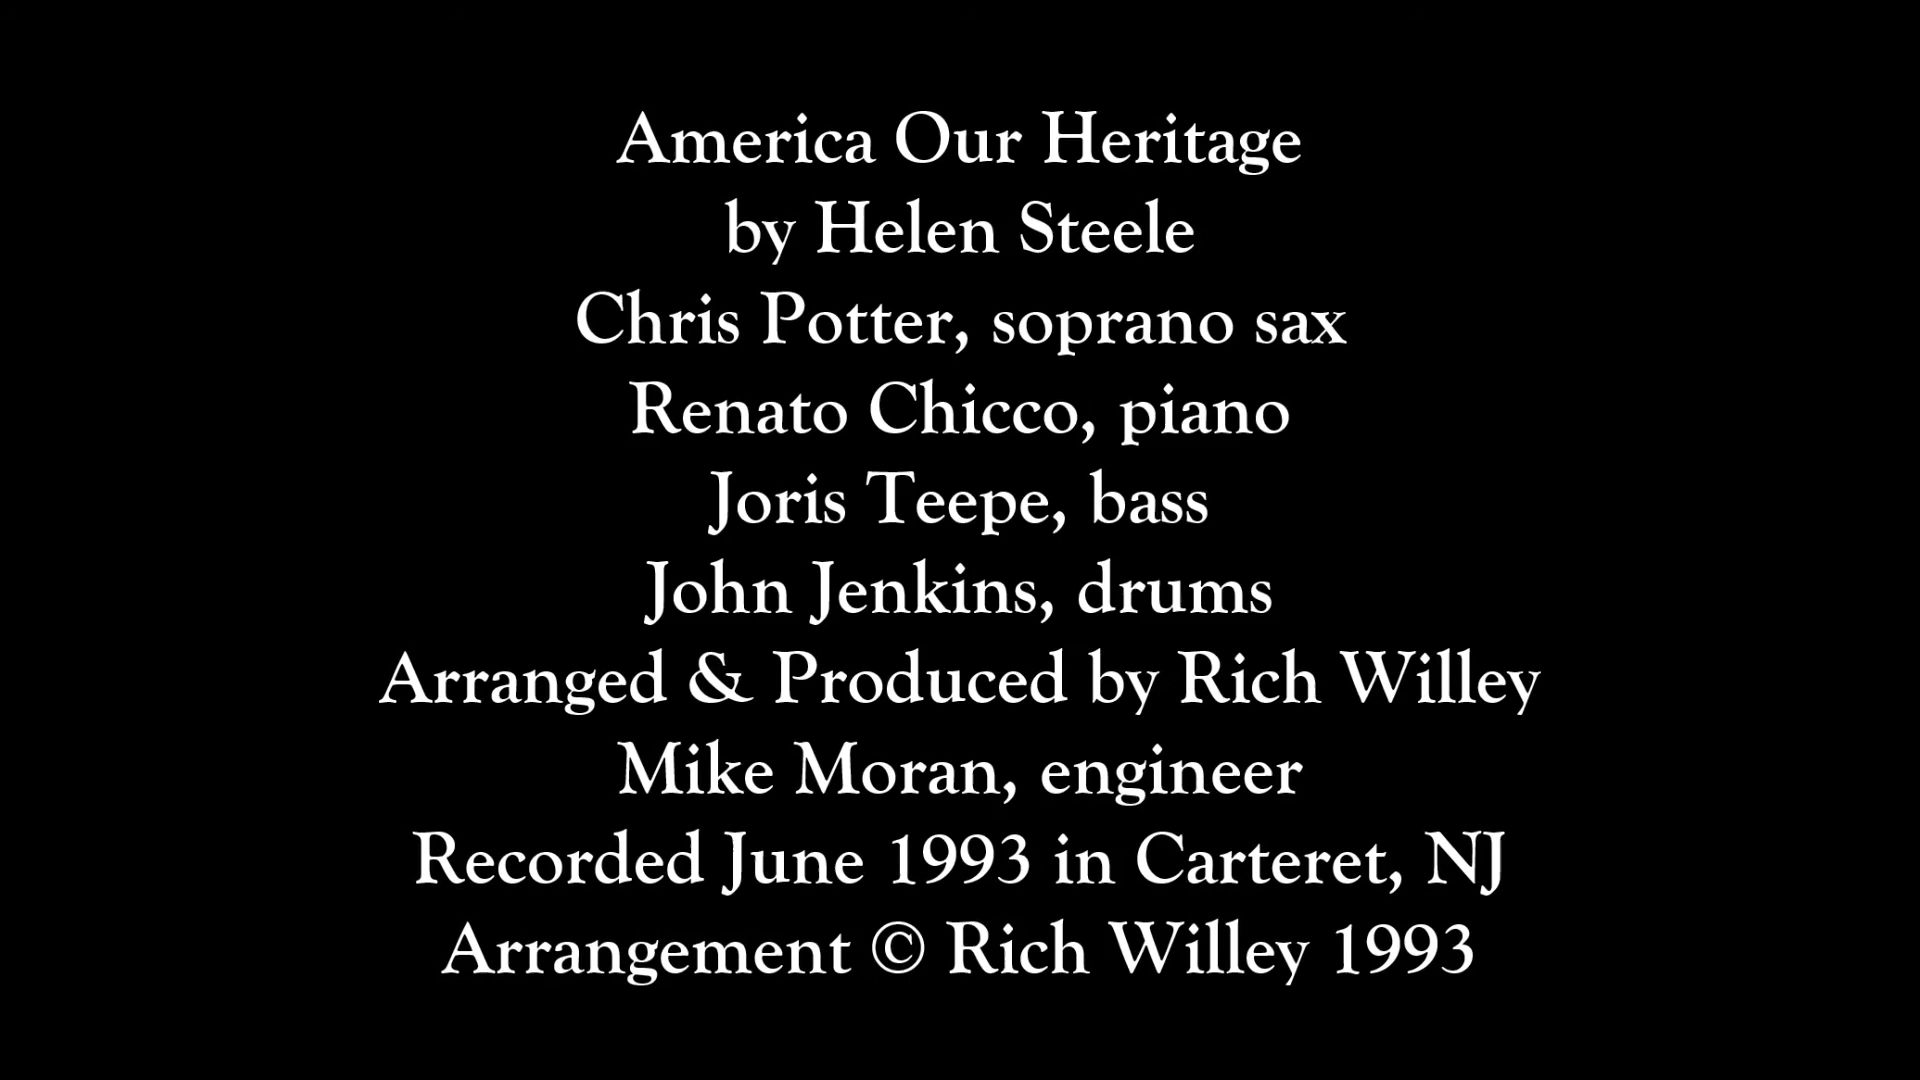 America Our Heritage
by Helen Steele
Chris Potter, soprano sax
Renato Chicco, piano
Joris Teepe, bass
John Jenkins, drums
Arranged & Produced by Rich Willey
Mike Moran, engineer
Recorded June 1993 in Carteret, NJ
Arrangement © Rich Willey 1993